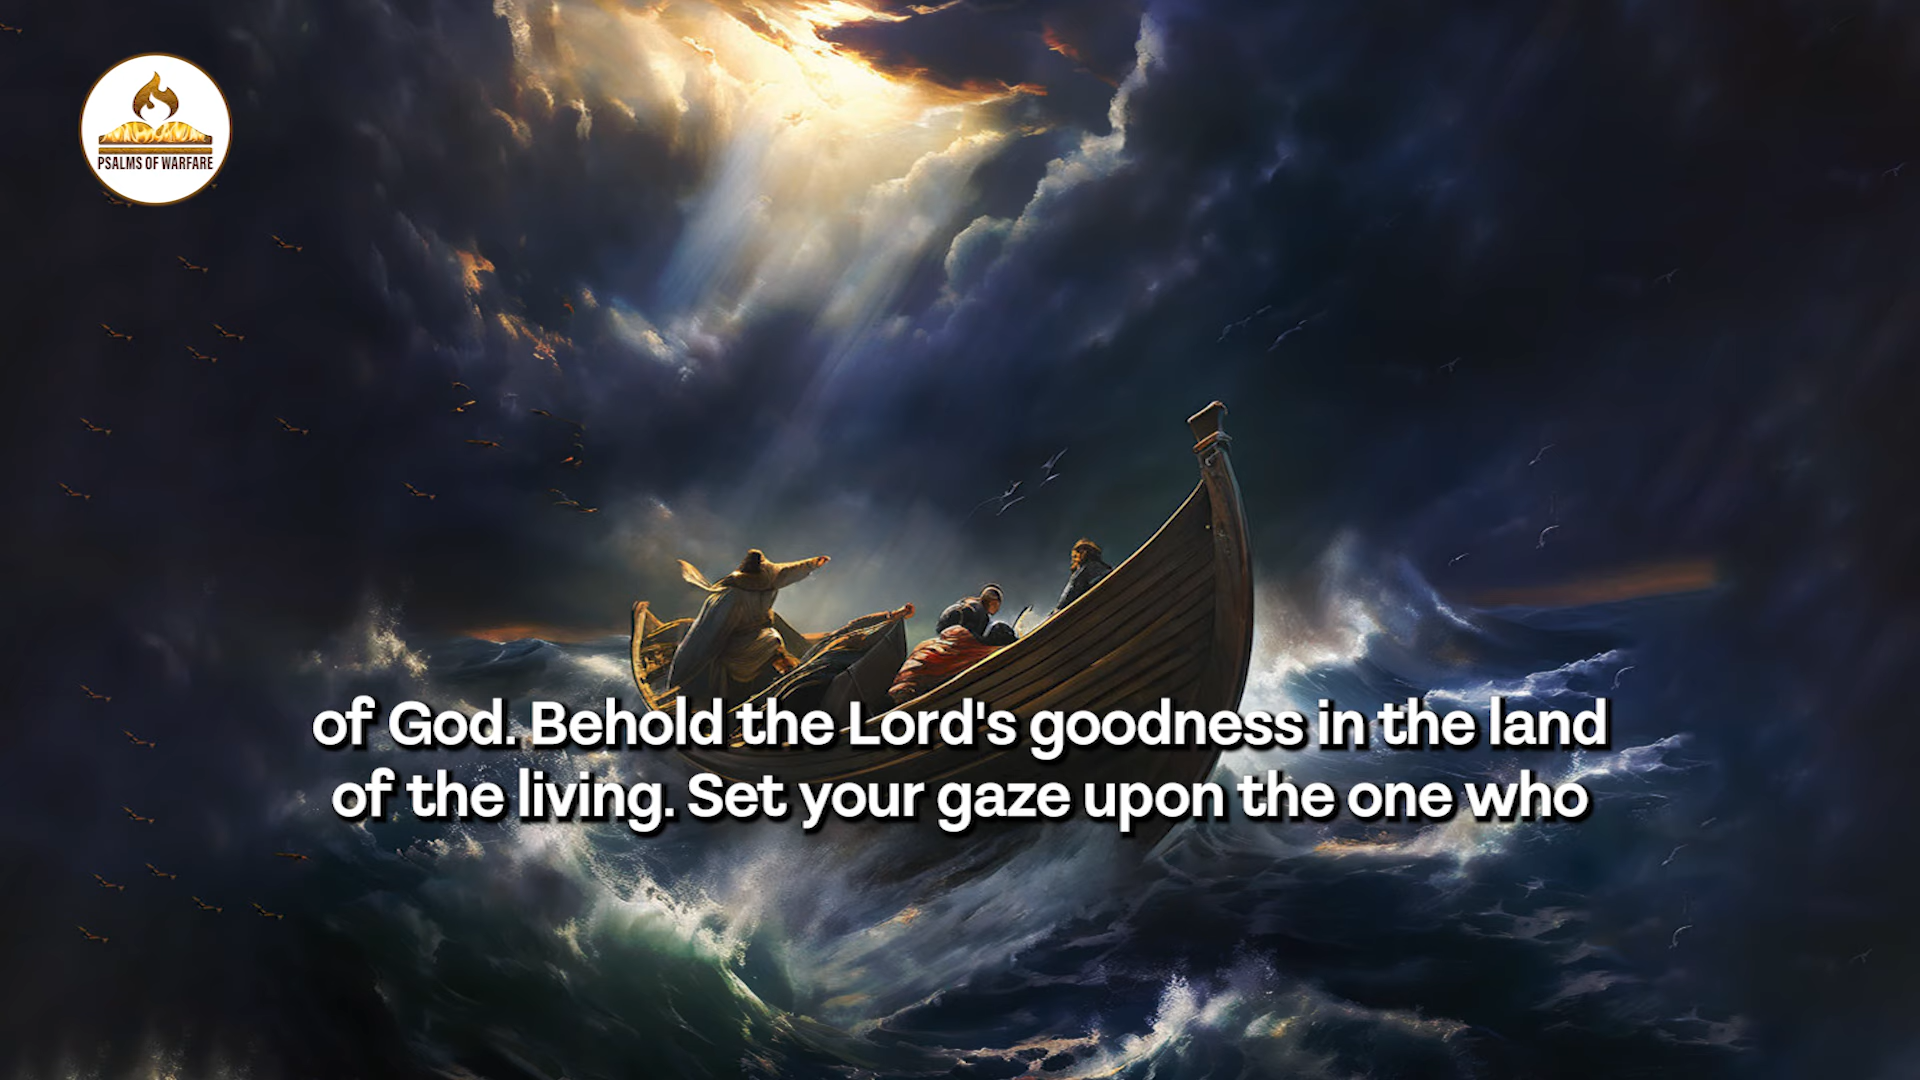 PSALMS OF WARFARE
of God. Behold the Lord's goodness in the land
of the living. Set your gaze upon the one who